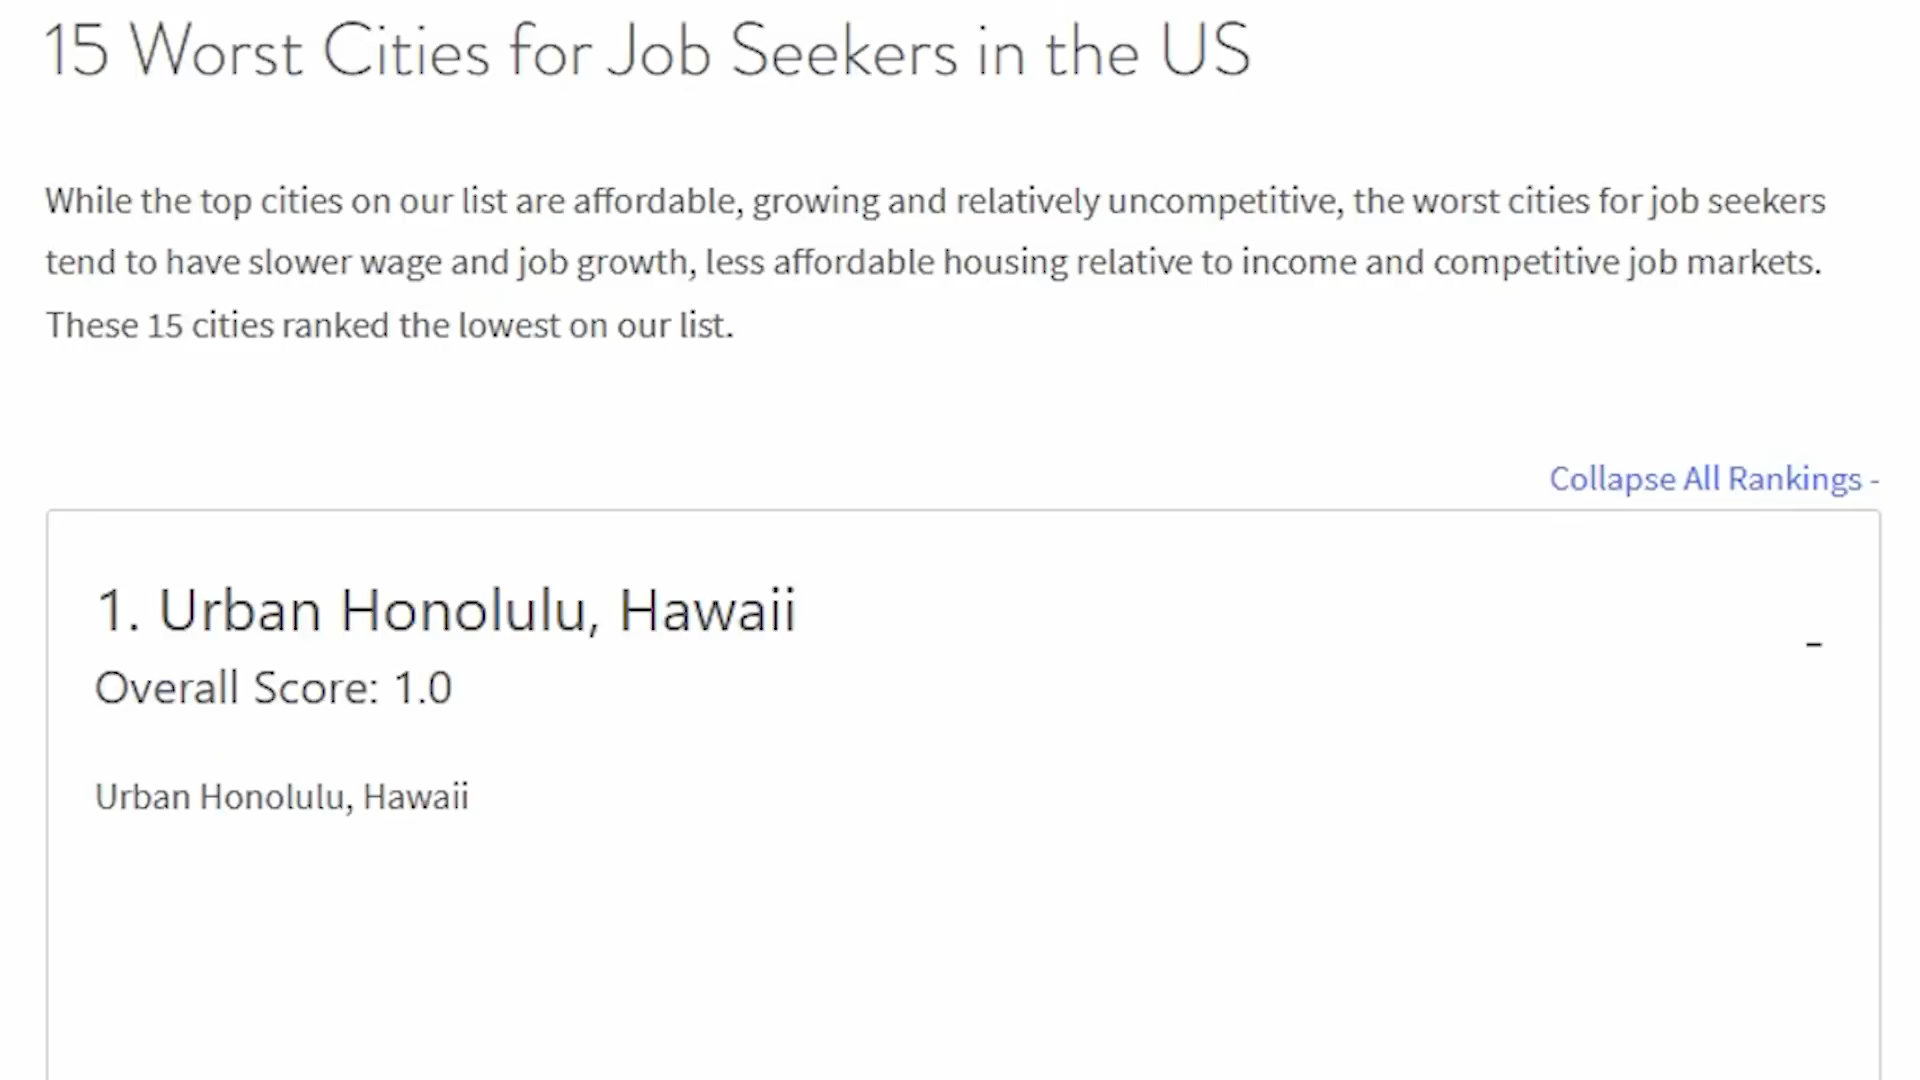 15 Worst Cities for Job Seekers in the US
While the top cities on our list are affordable, growing and relatively uncompetitive, the worst cities for job seekers
tend to have slower wage and job growth, less affordable housing relative to income and competitive job markets.
These 15 cities ranked the lowest on our list.
Collapse All Rankings -
1. Urban Honolulu, Hawaii
-
Overall Score: 1.0
Urban Honolulu, Hawaii